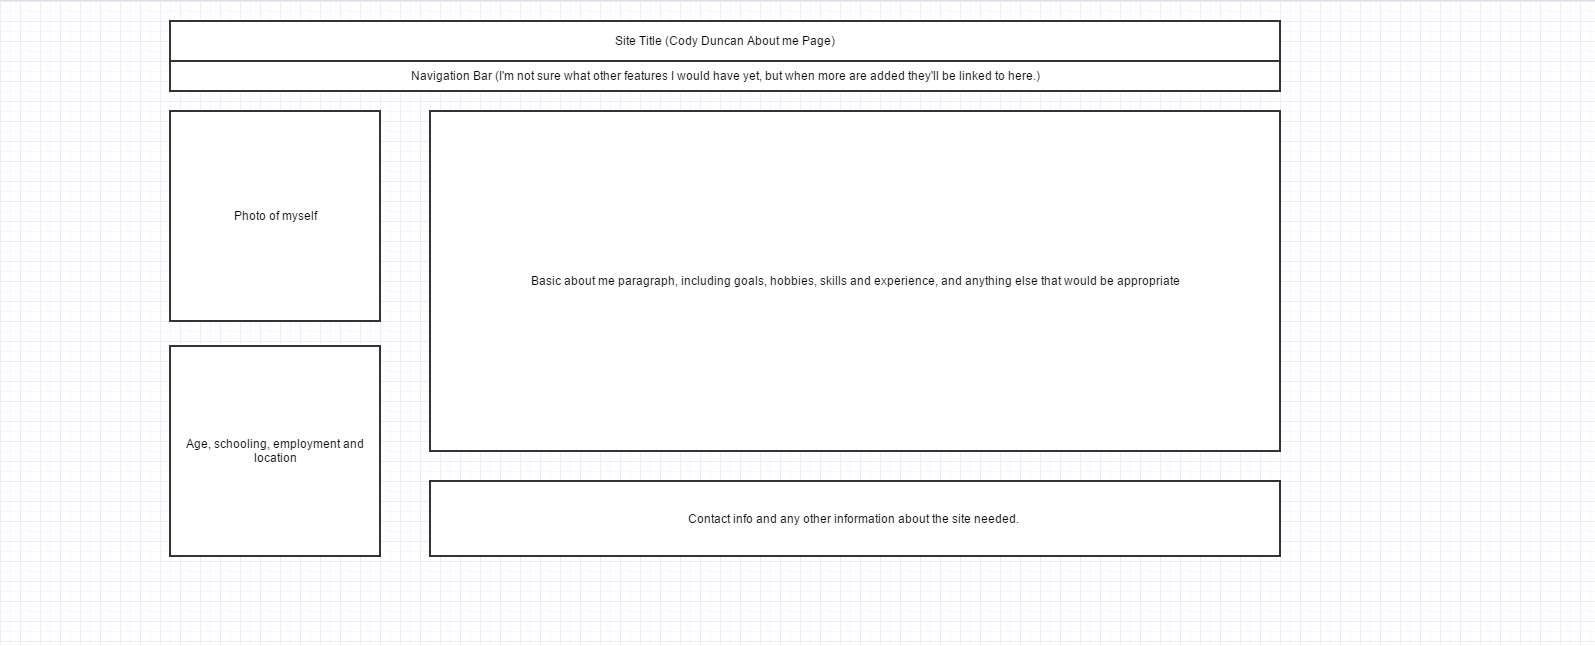 Site Title (Cody Duncan About me Page)
Navigation Bar (I'm not sure what other features I would have yet, but when more are added they'll be linked to here.)
Photo of myself
Basic about me paragraph, including goals, hobbies, skills and experience, and anything else that would be appropriate
Age, schooling, employment and
location
Contact info and any other information about the site needed.